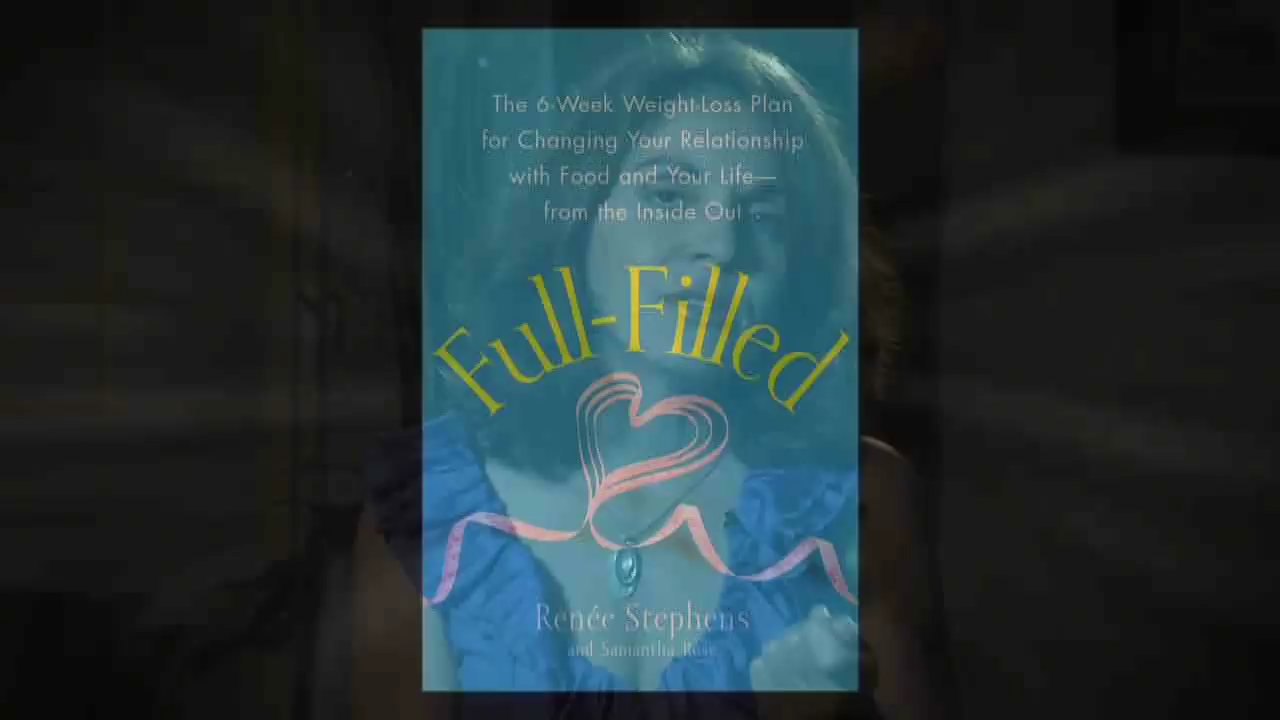 The 6-Week Weight-Loss Plan
for Changing Your Relationship
with Food and Your Life—
from the Inside Out
Full-Filled
Renée Stephens
and Samantha Rose